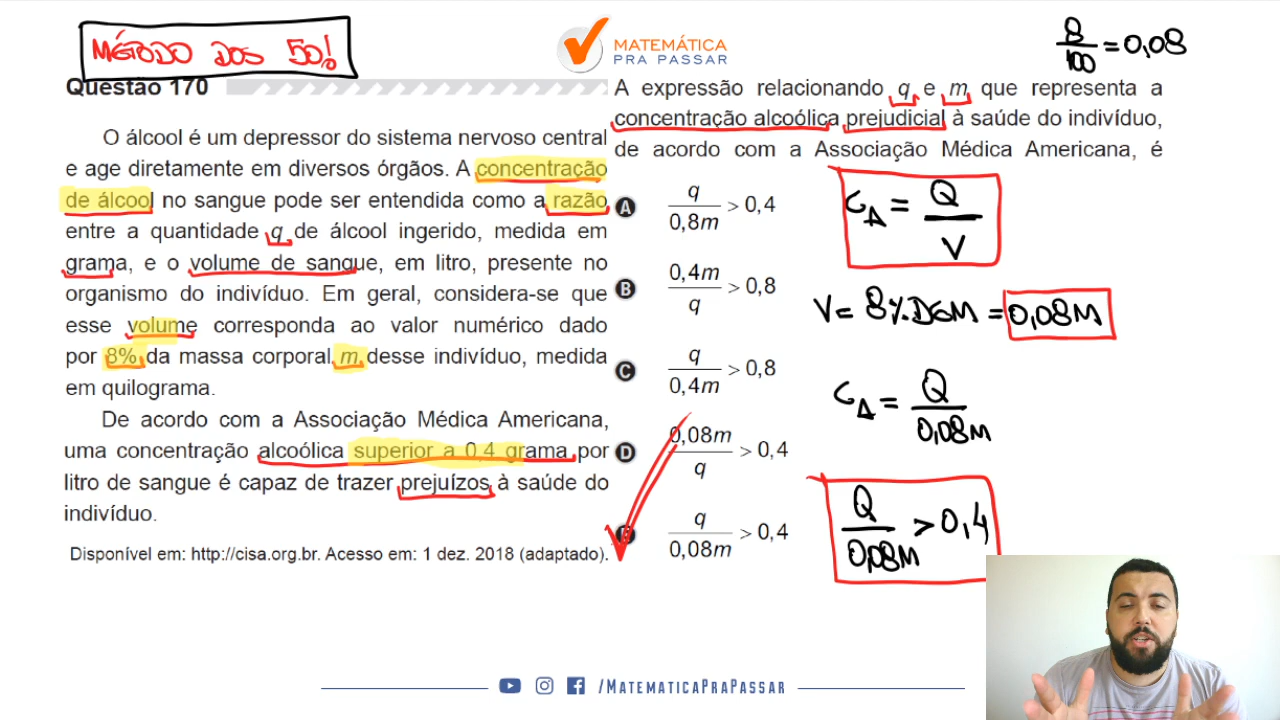 MÉTODO DOS 50!
MATEMÁTICA
PRA PASSAR
8/100 = 0,08
Questão 170
O álcool é um depressor do sistema nervoso central
e age diretamente em diversos órgãos. A concentração
de álcool no sangue pode ser entendida como a razão
entre a quantidade q de álcool ingerido, medida em
grama, e o volume de sangue, em litro, presente no
organismo do indivíduo. Em geral, considera-se que
esse volume corresponda ao valor numérico dado
por 8% da massa corporal m desse indivíduo, medida
em quilograma.
De acordo com a Associação Médica Americana,
uma concentração alcoólica superior a 0,4 grama por
litro de sangue é capaz de trazer prejuízos à saúde do
indivíduo.
Disponível em: http://cisa.org.br. Acesso em: 1 dez. 2018 (adaptado).
A expressão relacionando q e m que representa a
concentração alcoólica prejudicial à saúde do indivíduo,
de acordo com a Associação Médica Americana, é
A q/0,8m > 0,4
B 0,4m/q > 0,8
C q/0,4m > 0,8
D 0,08m/q > 0,4
E q/0,08m > 0,4
CA = Q/V
V = 8% DE M = 0,08M
CA = Q/0,08M
Q/0,08M > 0,4
/MatematicaPraPassar